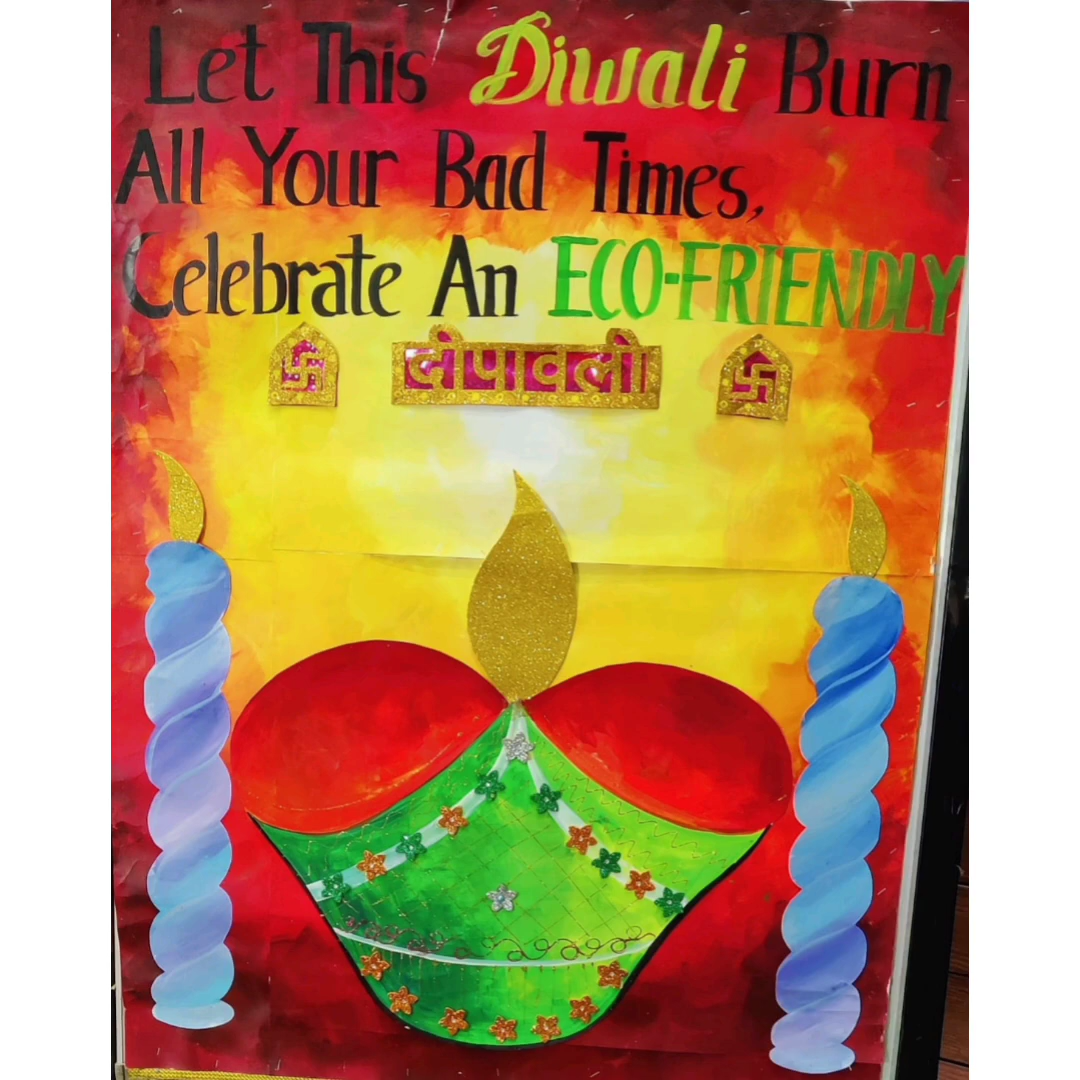 Let This Diwali Burn
All Your Bad Times,
Celebrate An ECO-FRIENDLY
दीपावली